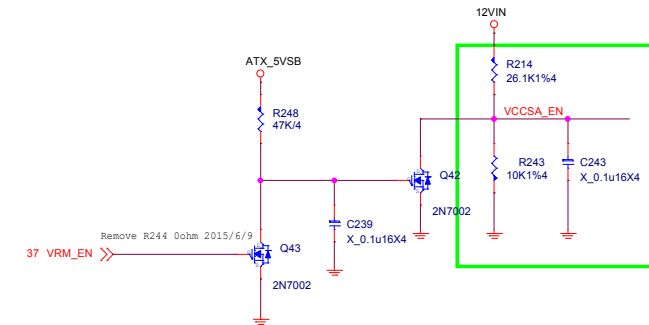 12VIN
ATX_5VSB
R214
26.1K1%4
R248
47K/4
VCCSA_EN
R243
10K1%4
C243
X_0.1u16X4
Q42
2N7002
C239
X_0.1u16X4
Remove R244 0ohm 2015/6/9
37 VRM_EN
Q43
2N7002